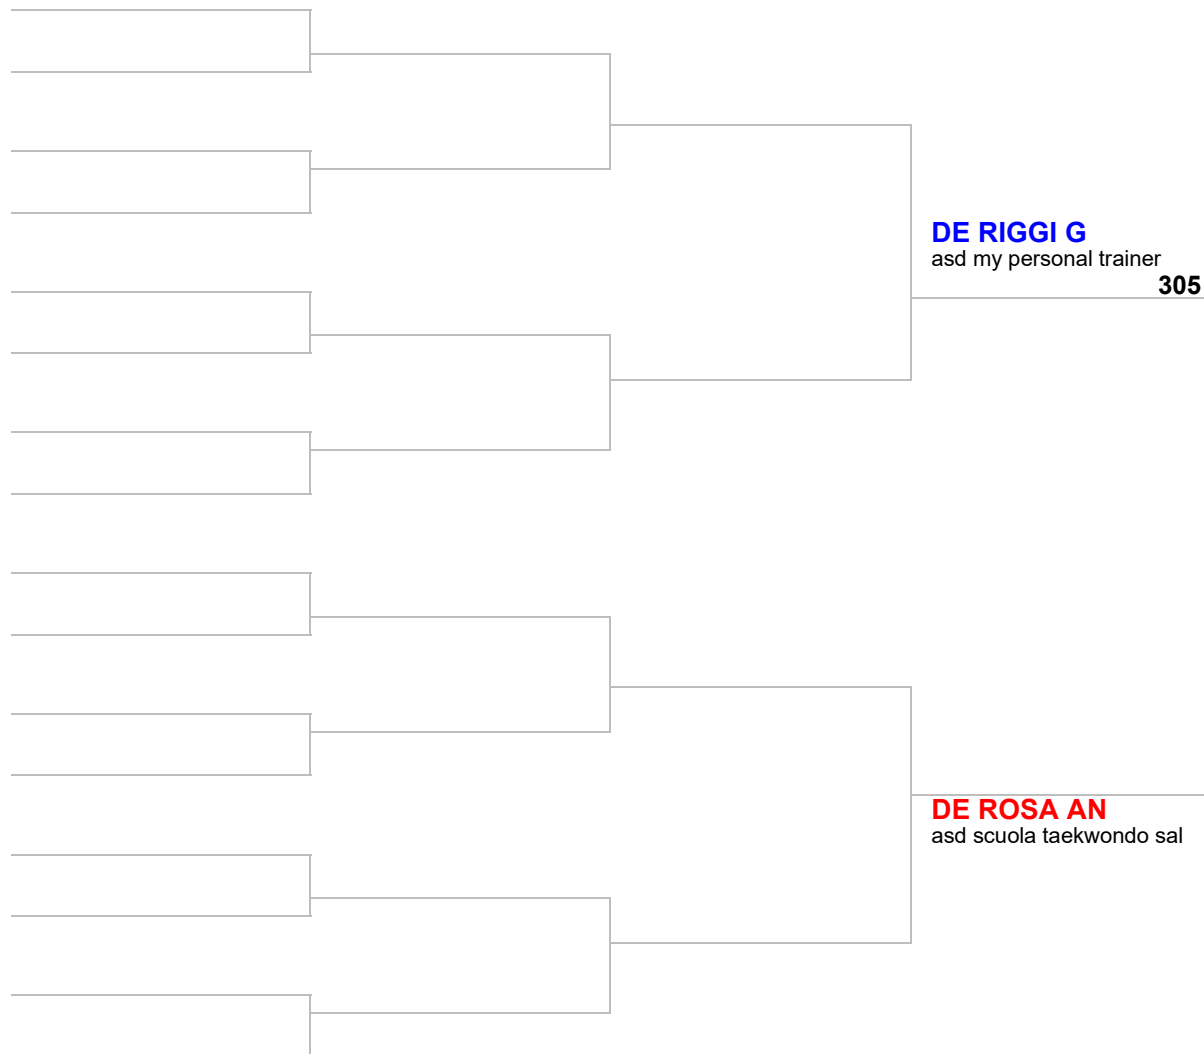 DE RIGGI G
asd my personal trainer
305
DE ROSA AN
asd scuola taekwondo sal